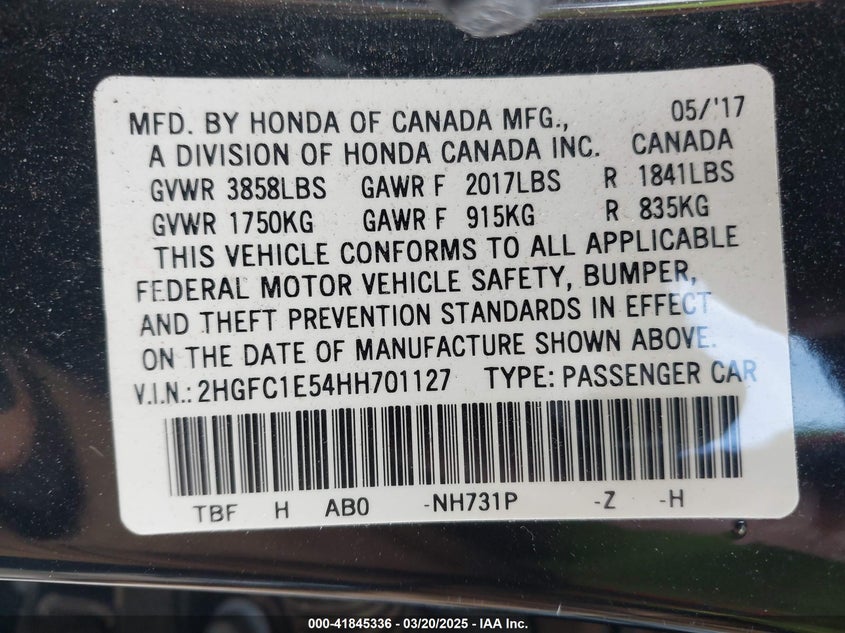 MFD. BY HONDA OF CANADA MFG., 05/'17
A DIVISION OF HONDA CANADA INC. CANADA
GVWR 3858LBS GAWR F 2017LBS R 1841LBS
GVWR 1750KG GAWR F 915KG R 835KG
THIS VEHICLE CONFORMS TO ALL APPLICABLE
FEDERAL MOTOR VEHICLE SAFETY, BUMPER,
AND THEFT PREVENTION STANDARDS IN EFFECT
ON THE DATE OF MANUFACTURE SHOWN ABOVE.
V.I.N.: 2HGFC1E54HH701127 TYPE: PASSENGER CAR
TBF H AB0 -NH731P -Z -H
000-41845336 - 03/20/2025 - IAA Inc.